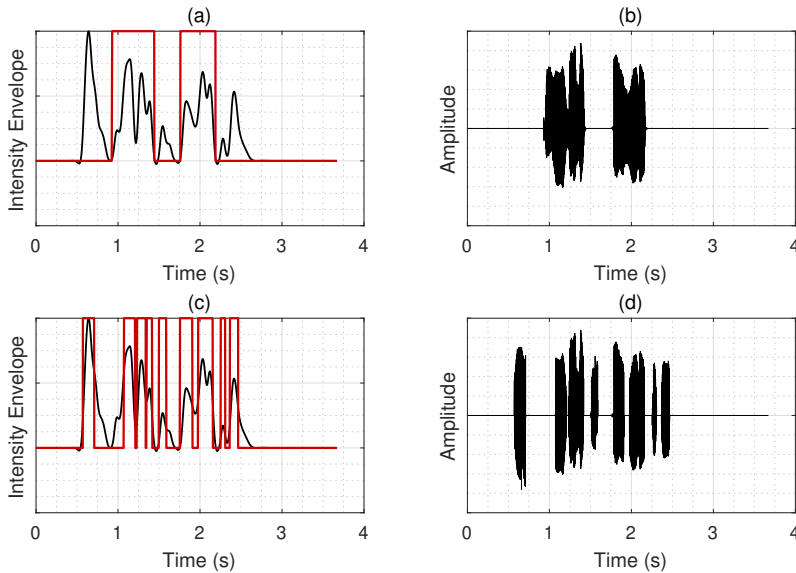 (a)
Intensity Envelope
0 1 2 3 4
Time (s)
(b)
Amplitude
0 1 2 3 4
Time (s)
(c)
Intensity Envelope
0 1 2 3 4
Time (s)
(d)
Amplitude
0 1 2 3 4
Time (s)